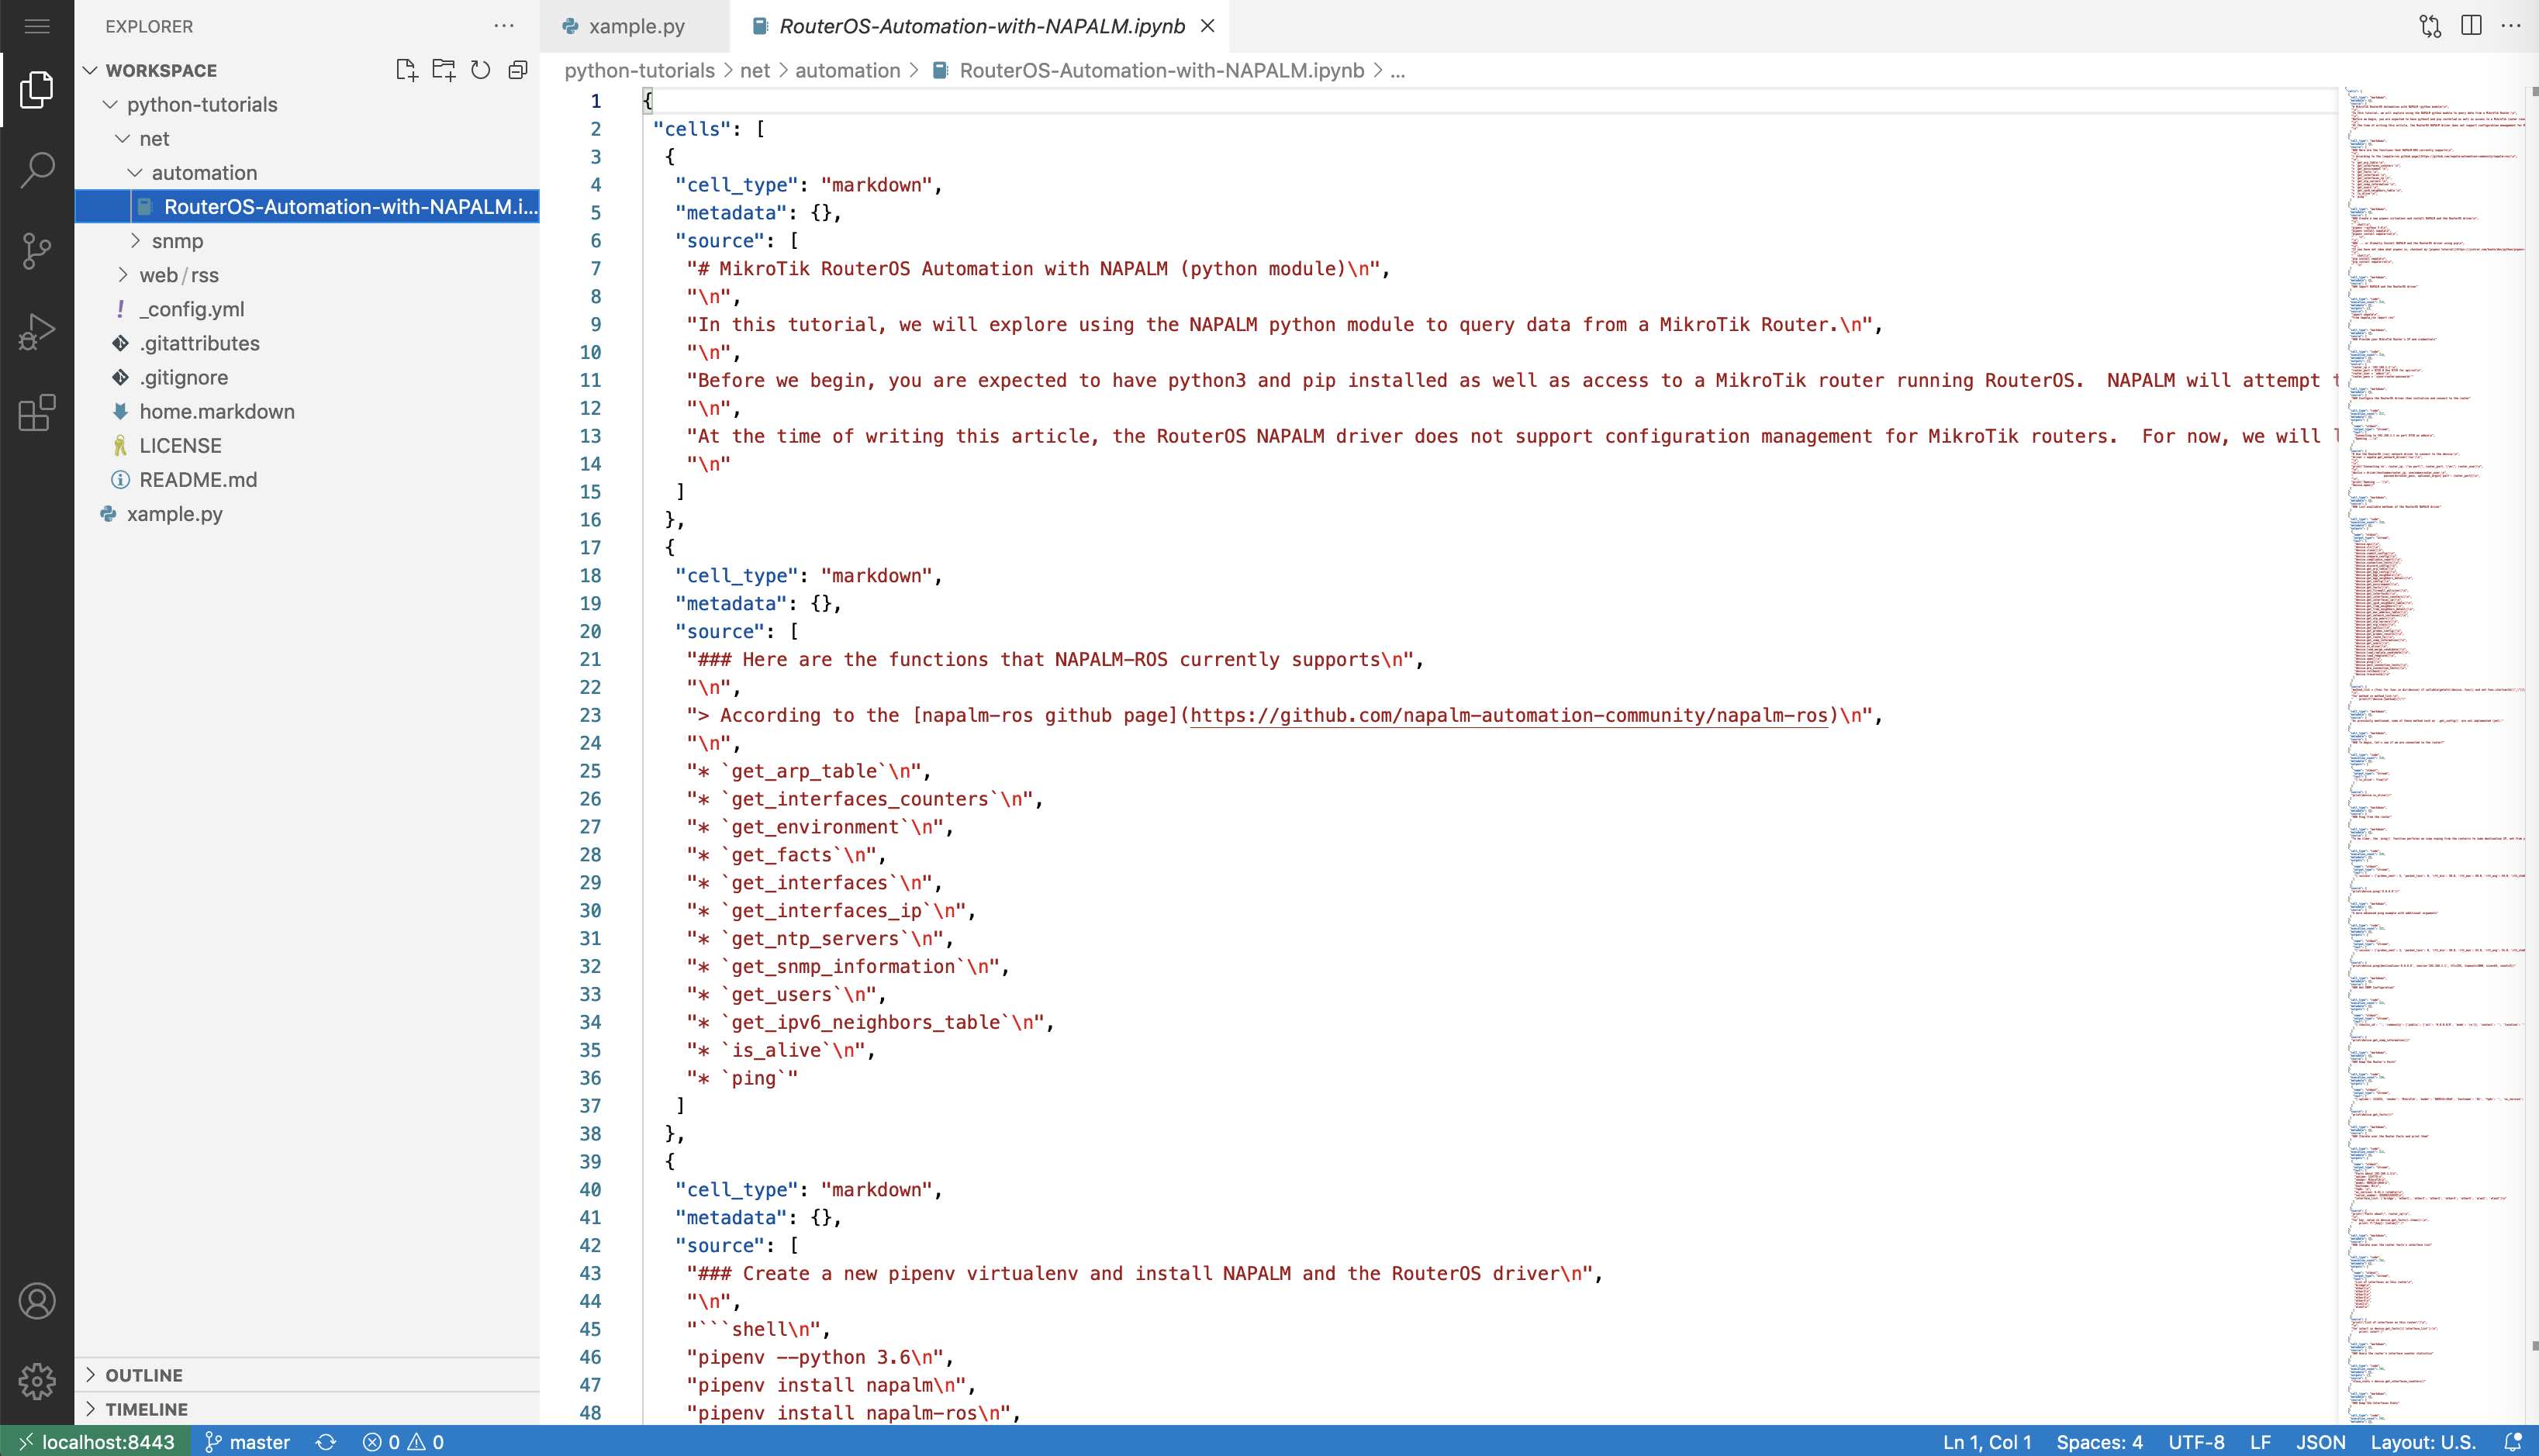 EXPLORER
WORKSPACE
python-tutorials
net
automation
RouterOS-Automation-with-NAPALM.i...
snmp
web/rss
_config.yml
.gitattributes
.gitignore
home.markdown
LICENSE
README.md
xample.py
OUTLINE
TIMELINE
xample.py
RouterOS-Automation-with-NAPALM.ipynb
python-tutorials > net > automation > RouterOS-Automation-with-NAPALM.ipynb > ...
1 {
2 "cells": [
3 {
4 "cell_type": "markdown",
5 "metadata": {},
6 "source": [
7 "# MikroTik RouterOS Automation with NAPALM (python module)\n",
8 "\n",
9 "In this tutorial, we will explore using the NAPALM python module to query data from a MikroTik Router.\n",
10 "\n",
11 "Before we begin, you are expected to have python3 and pip installed as well as access to a MikroTik router running RouterOS.  NAPALM will attempt
12 "\n",
13 "At the time of writing this article, the RouterOS NAPALM driver does not support configuration management for MikroTik routers.  For now, we will
14 "\n"
15 ]
16 },
17 {
18 "cell_type": "markdown",
19 "metadata": {},
20 "source": [
21 "### Here are the functions that NAPALM-ROS currently supports\n",
22 "\n",
23 "> According to the [napalm-ros github page](https://github.com/napalm-automation-community/napalm-ros)\n",
24 "\n",
25 "* `get_arp_table`\n",
26 "* `get_interfaces_counters`\n",
27 "* `get_environment`\n",
28 "* `get_facts`\n",
29 "* `get_interfaces`\n",
30 "* `get_interfaces_ip`\n",
31 "* `get_ntp_servers`\n",
32 "* `get_snmp_information`\n",
33 "* `get_users`\n",
34 "* `get_ipv6_neighbors_table`\n",
35 "* `is_alive`\n",
36 "* `ping`"
37 ]
38 },
39 {
40 "cell_type": "markdown",
41 "metadata": {},
42 "source": [
43 "### Create a new pipenv virtualenv and install NAPALM and the RouterOS driver\n",
44 "\n",
45 "```shell\n",
46 "pipenv --python 3.6\n",
47 "pipenv install napalm\n",
48 "pipenv install napalm-ros\n",
localhost:8443 master 0 0 Ln 1, Col 1 Spaces: 4 UTF-8 LF JSON Layout: U.S.